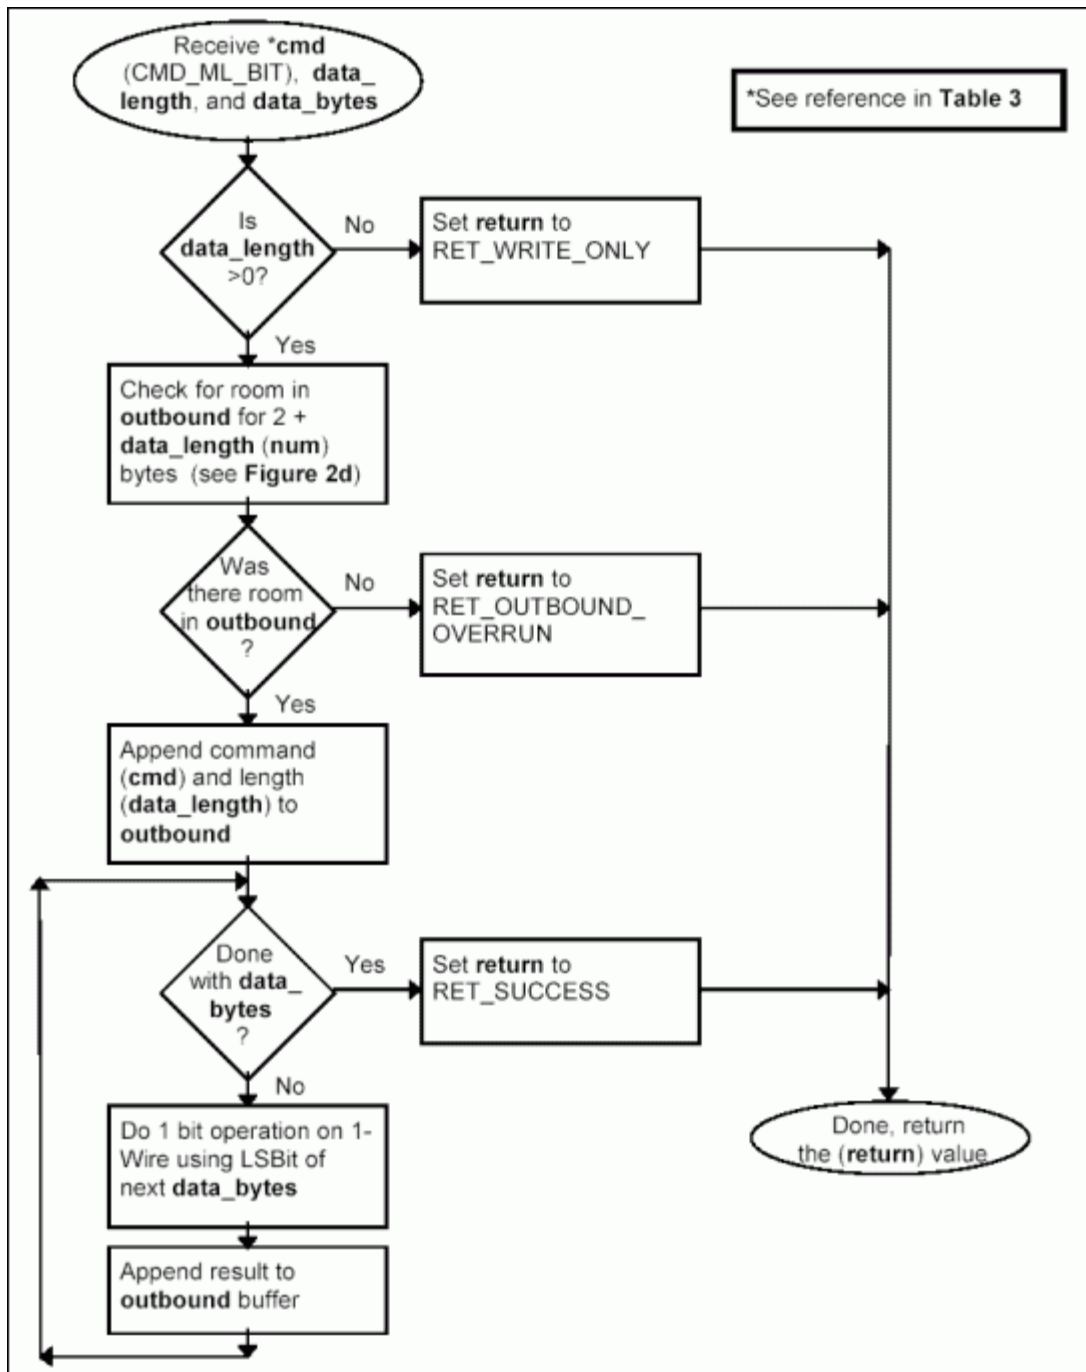 Receive *cmd
(CMD_ML_BIT), data_
length, and data_bytes
*See reference in Table 3
Is
data_length
>0?
No
Set return to
RET_WRITE_ONLY
Yes
Check for room in
outbound for 2 +
data_length (num)
bytes (see Figure 2d)
Was
there room
in outbound
?
No
Set return to
RET_OUTBOUND_
OVERRUN
Yes
Append command
(cmd) and length
(data_length) to
outbound
Done
with data_
bytes
?
Yes
Set return to
RET_SUCCESS
No
Do 1 bit operation on 1-
Wire using LSBit of
next data_bytes
Done, return
the (return) value
Append result to
outbound buffer